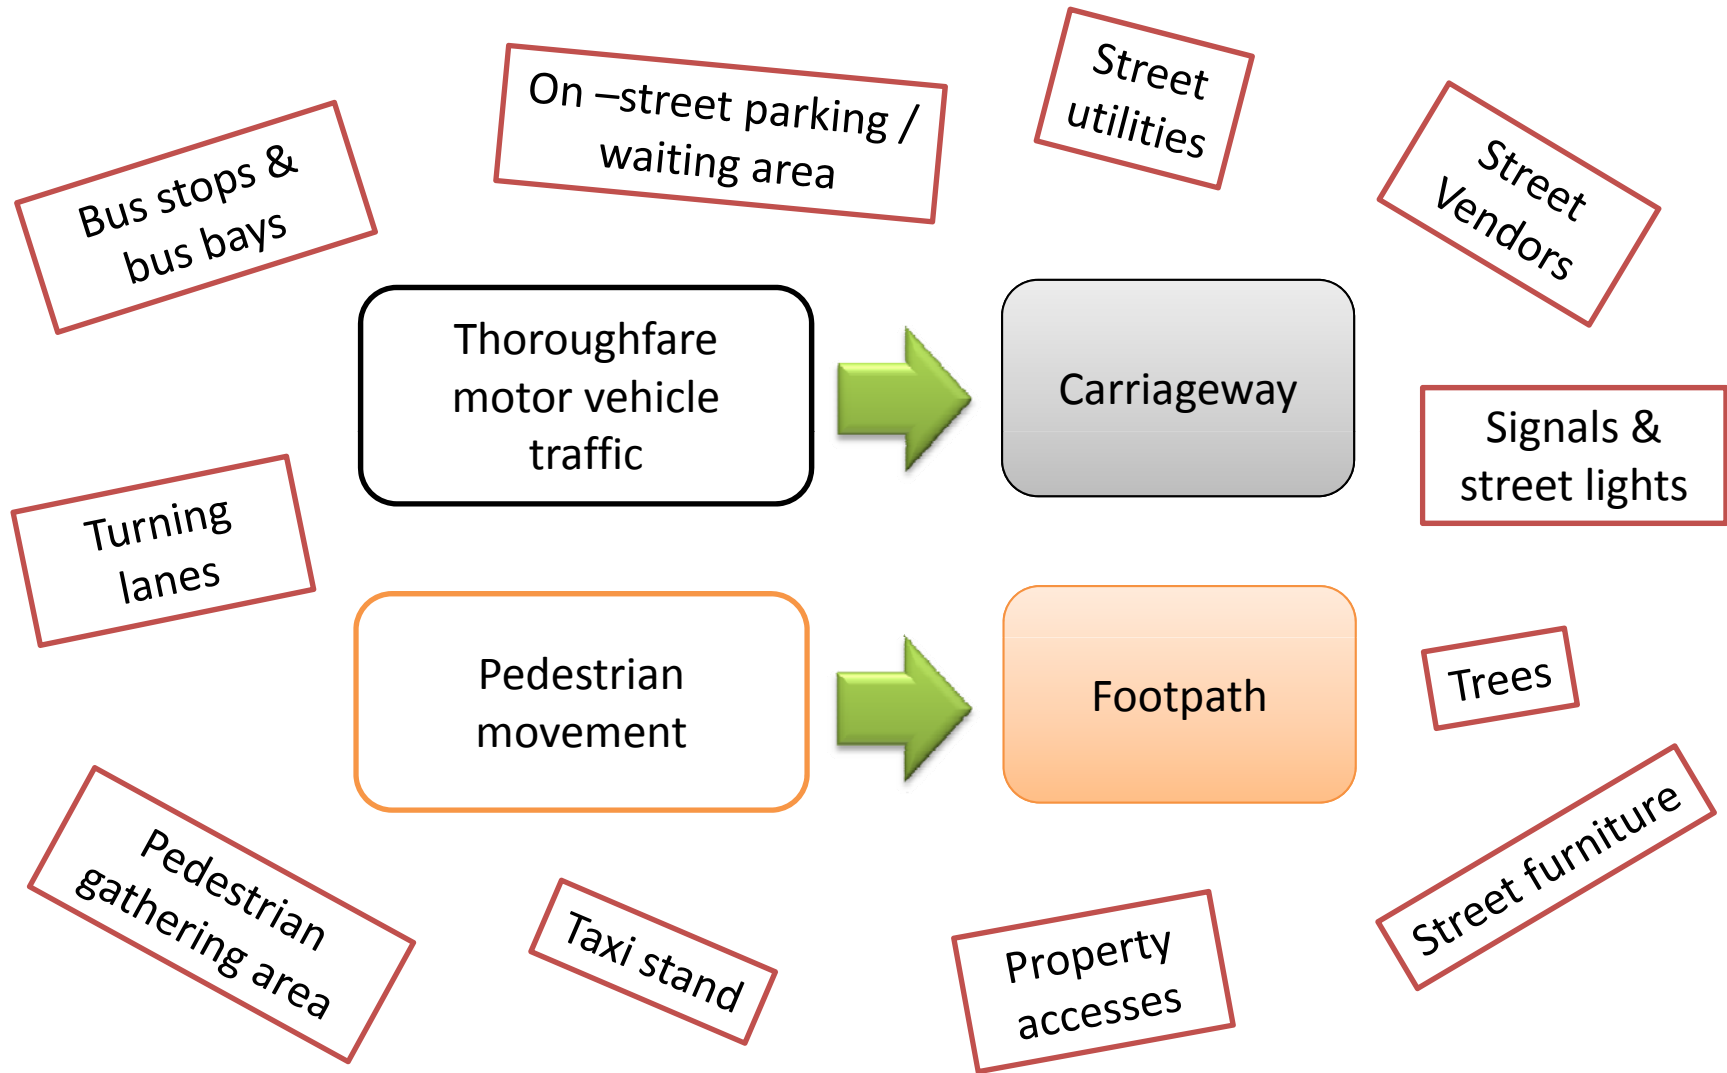 Bus stops &
bus bays
On –street parking /
waiting area
Street
utilities
Street
Vendors
Thoroughfare
motor vehicle
traffic
Carriageway
Signals &
street lights
Turning
lanes
Pedestrian
movement
Footpath
Trees
Pedestrian
gathering area
Taxi stand
Property
accesses
Street furniture